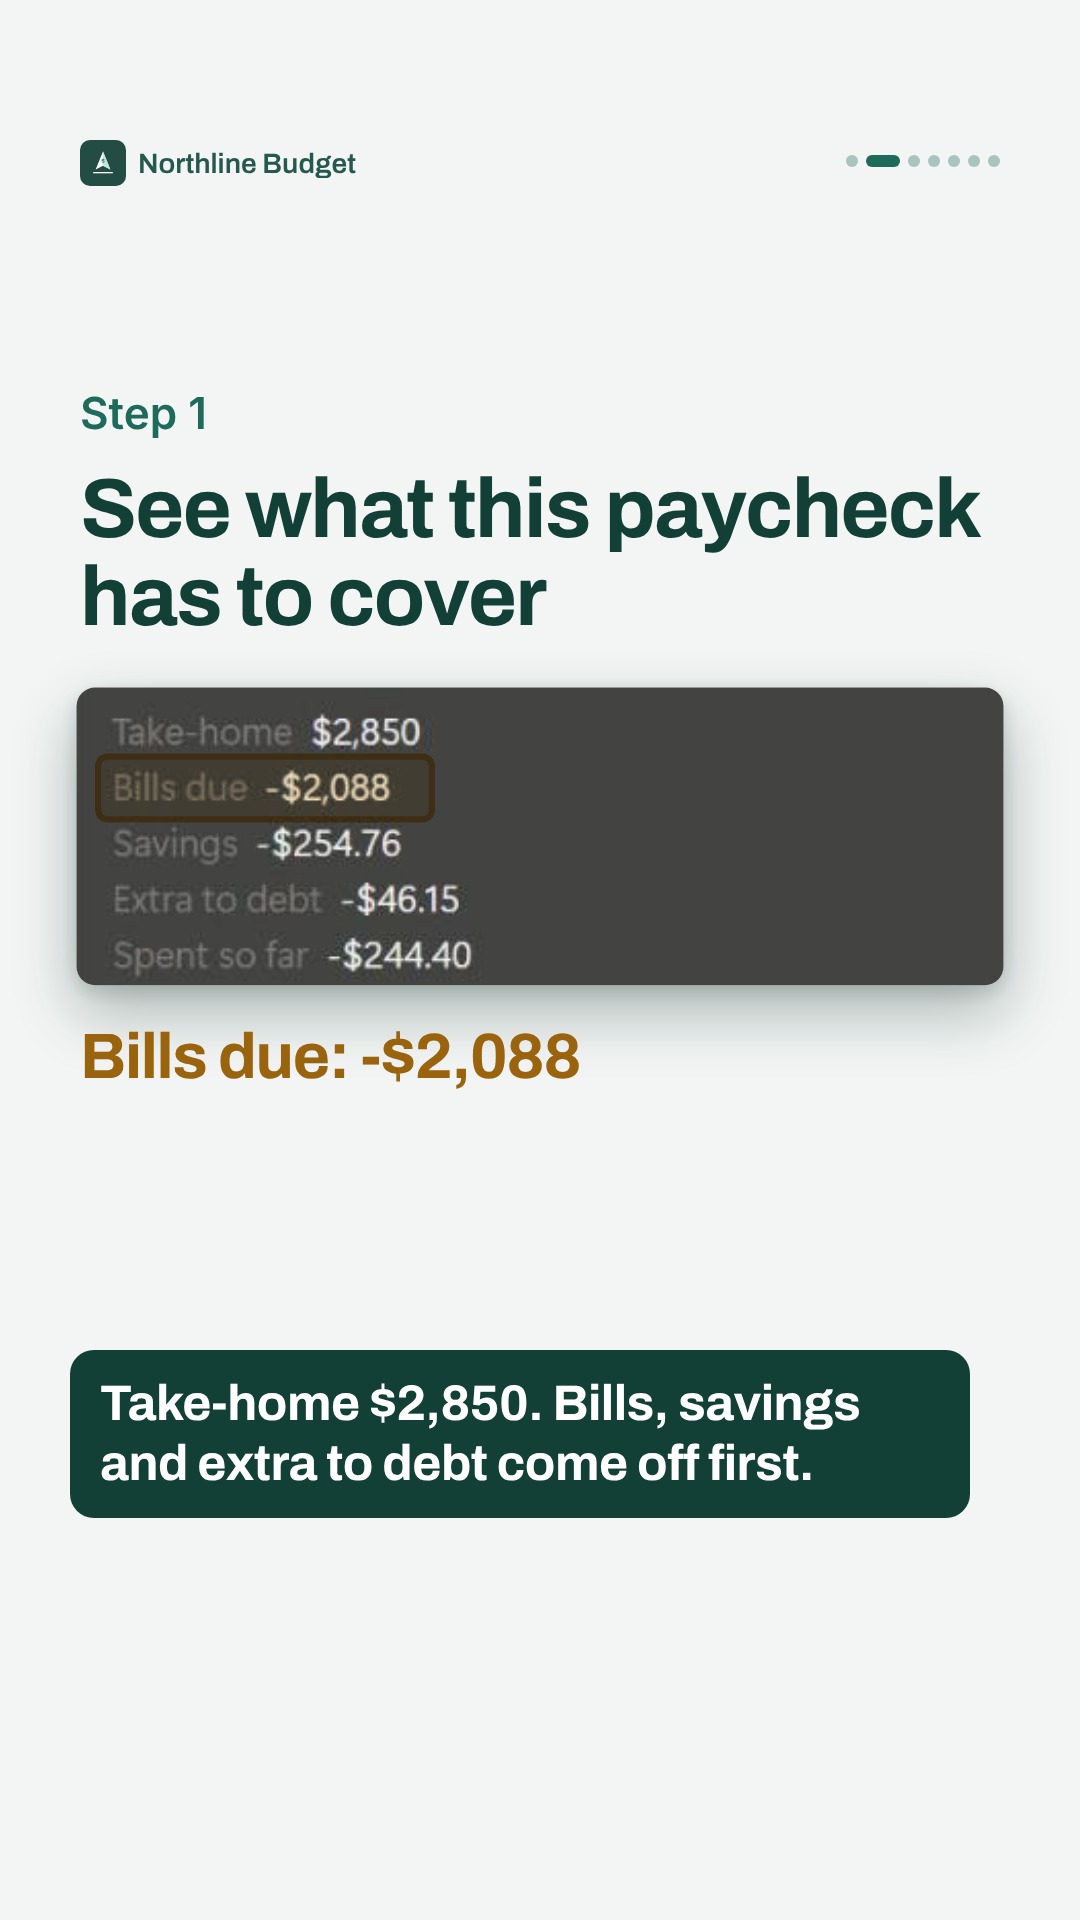 Northline Budget
Step 1
See what this paycheck
has to cover
Take-home $2,850
Bills due -$2,088
Savings -$254.76
Extra to debt -$46.15
Spent so far -$244.40
Bills due: -$2,088
Take-home $2,850. Bills, savings
and extra to debt come off first.